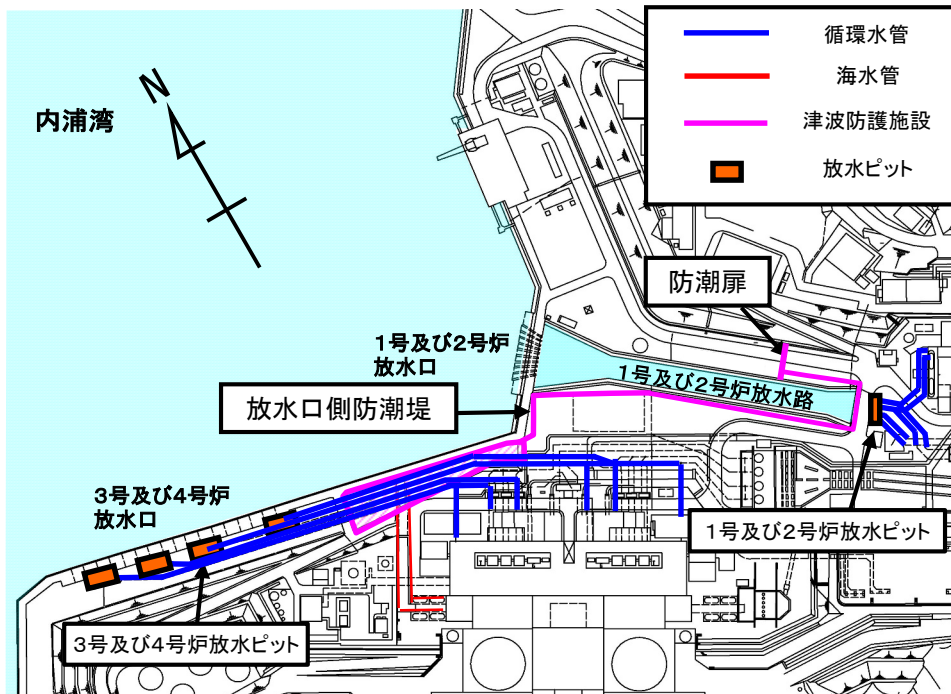 循環水管
海水管
津波防護施設
放水ピット
N
内浦湾
防潮扉
1号及び2号炉
放水口
1号及び2号炉放水路
放水口側防潮堤
3号及び4号炉
放水口
1号及び2号炉放水ピット
3号及び4号炉放水ピット